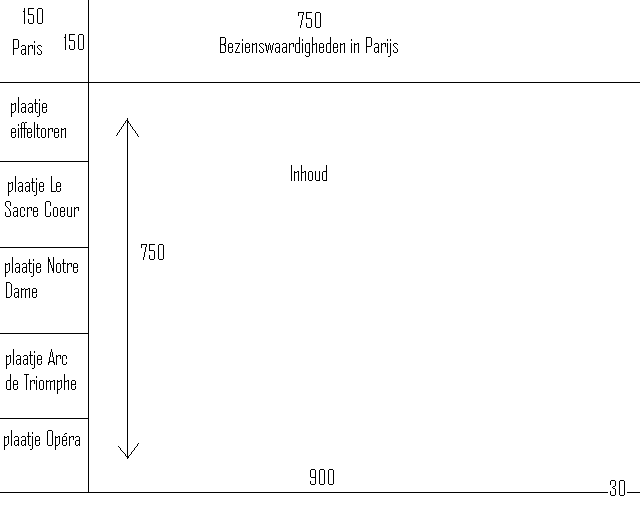 150
Paris 150
750
Bezienswaardigheden in Parijs
plaatje
eiffeltoren
plaatje Le
Sacre Coeur
plaatje Notre
Dame
plaatje Arc
de Triomphe
plaatje Opéra
Inhoud
750
900
30